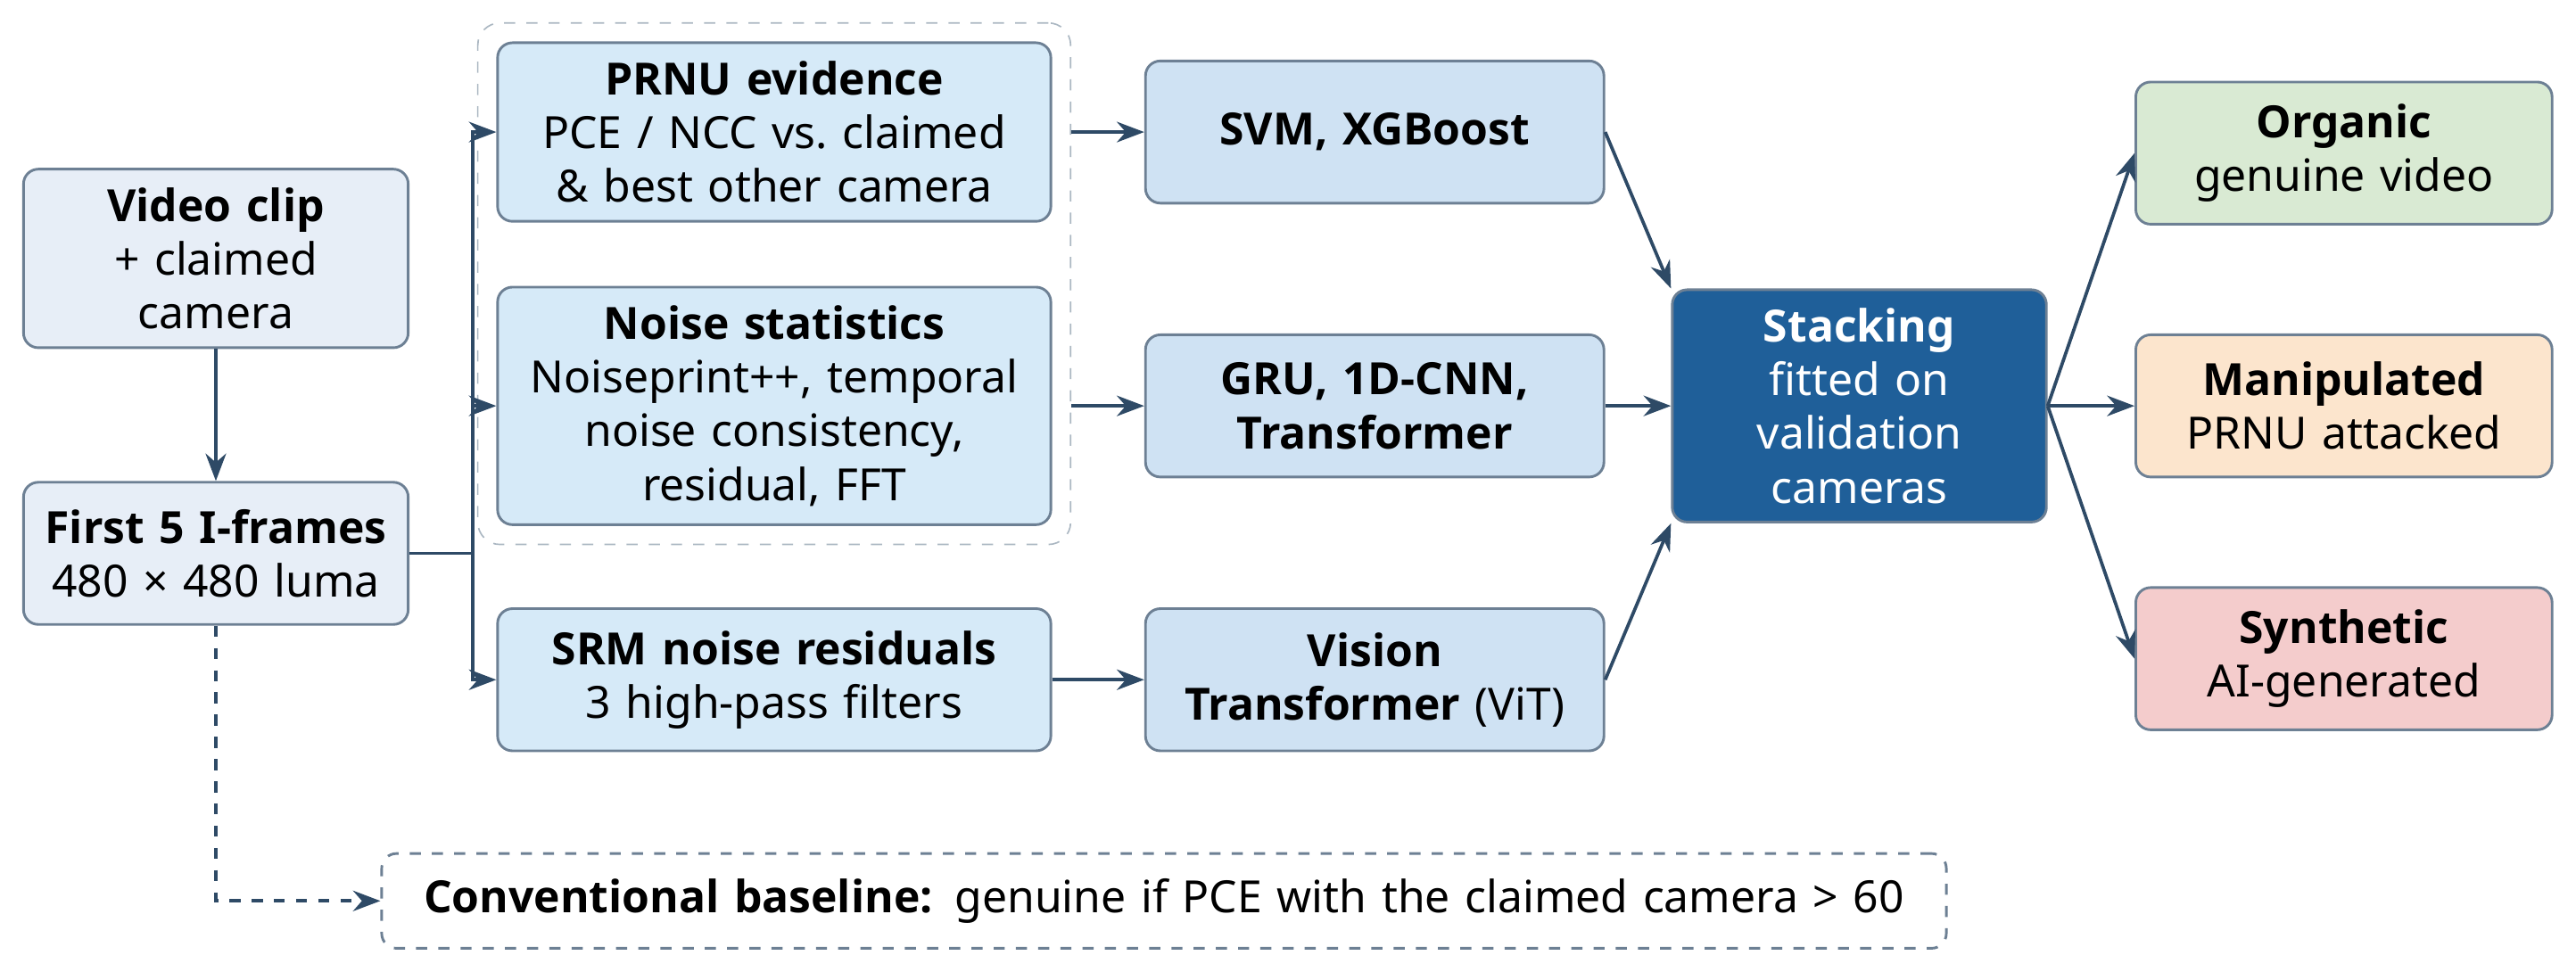 Video clip
+ claimed
camera
First 5 I-frames
480 × 480 luma
PRNU evidence
PCE / NCC vs. claimed
& best other camera
Noise statistics
Noiseprint++, temporal
noise consistency,
residual, FFT
SRM noise residuals
3 high-pass filters
SVM, XGBoost
GRU, 1D-CNN,
Transformer
Vision
Transformer (ViT)
Stacking
fitted on
validation
cameras
Organic
genuine video
Manipulated
PRNU attacked
Synthetic
AI-generated
Conventional baseline: genuine if PCE with the claimed camera > 60